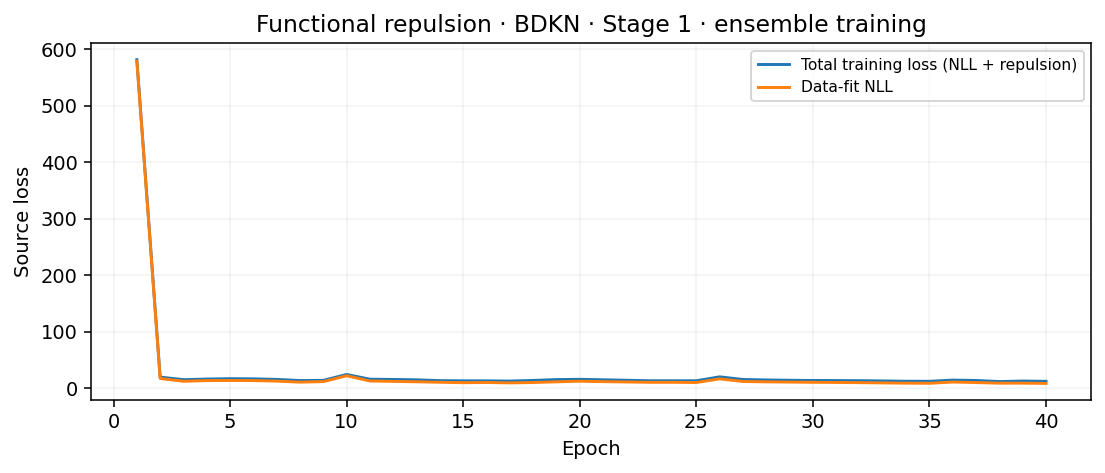 Functional repulsion · BDKN · Stage 1 · ensemble training
Total training loss (NLL + repulsion)
Data-fit NLL
Source loss
600
500
400
300
200
100
0
0 5 10 15 20 25 30 35 40
Epoch